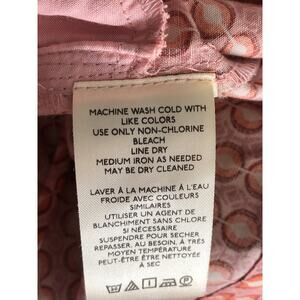 MACHINE WASH COLD WITH
LIKE COLORS
USE ONLY NON-CHLORINE
BLEACH
LINE DRY
MEDIUM IRON AS NEEDED
MAY BE DRY CLEANED
LAVER À LA MACHINE À L'EAU
FROIDE AVEC COULEURS
SIMILAIRES
UTILISER UN AGENT DE
BLANCHIMENT SANS CHLORE
SI NÉCESSAIRE
SUSPENDRE POUR SECHER
REPASSER, AU BESOIN, À TRÈS
MOYEN TEMPÉRATURE
PEUT-ÊTRE ÊTRE NETTOYÉ
À SEC